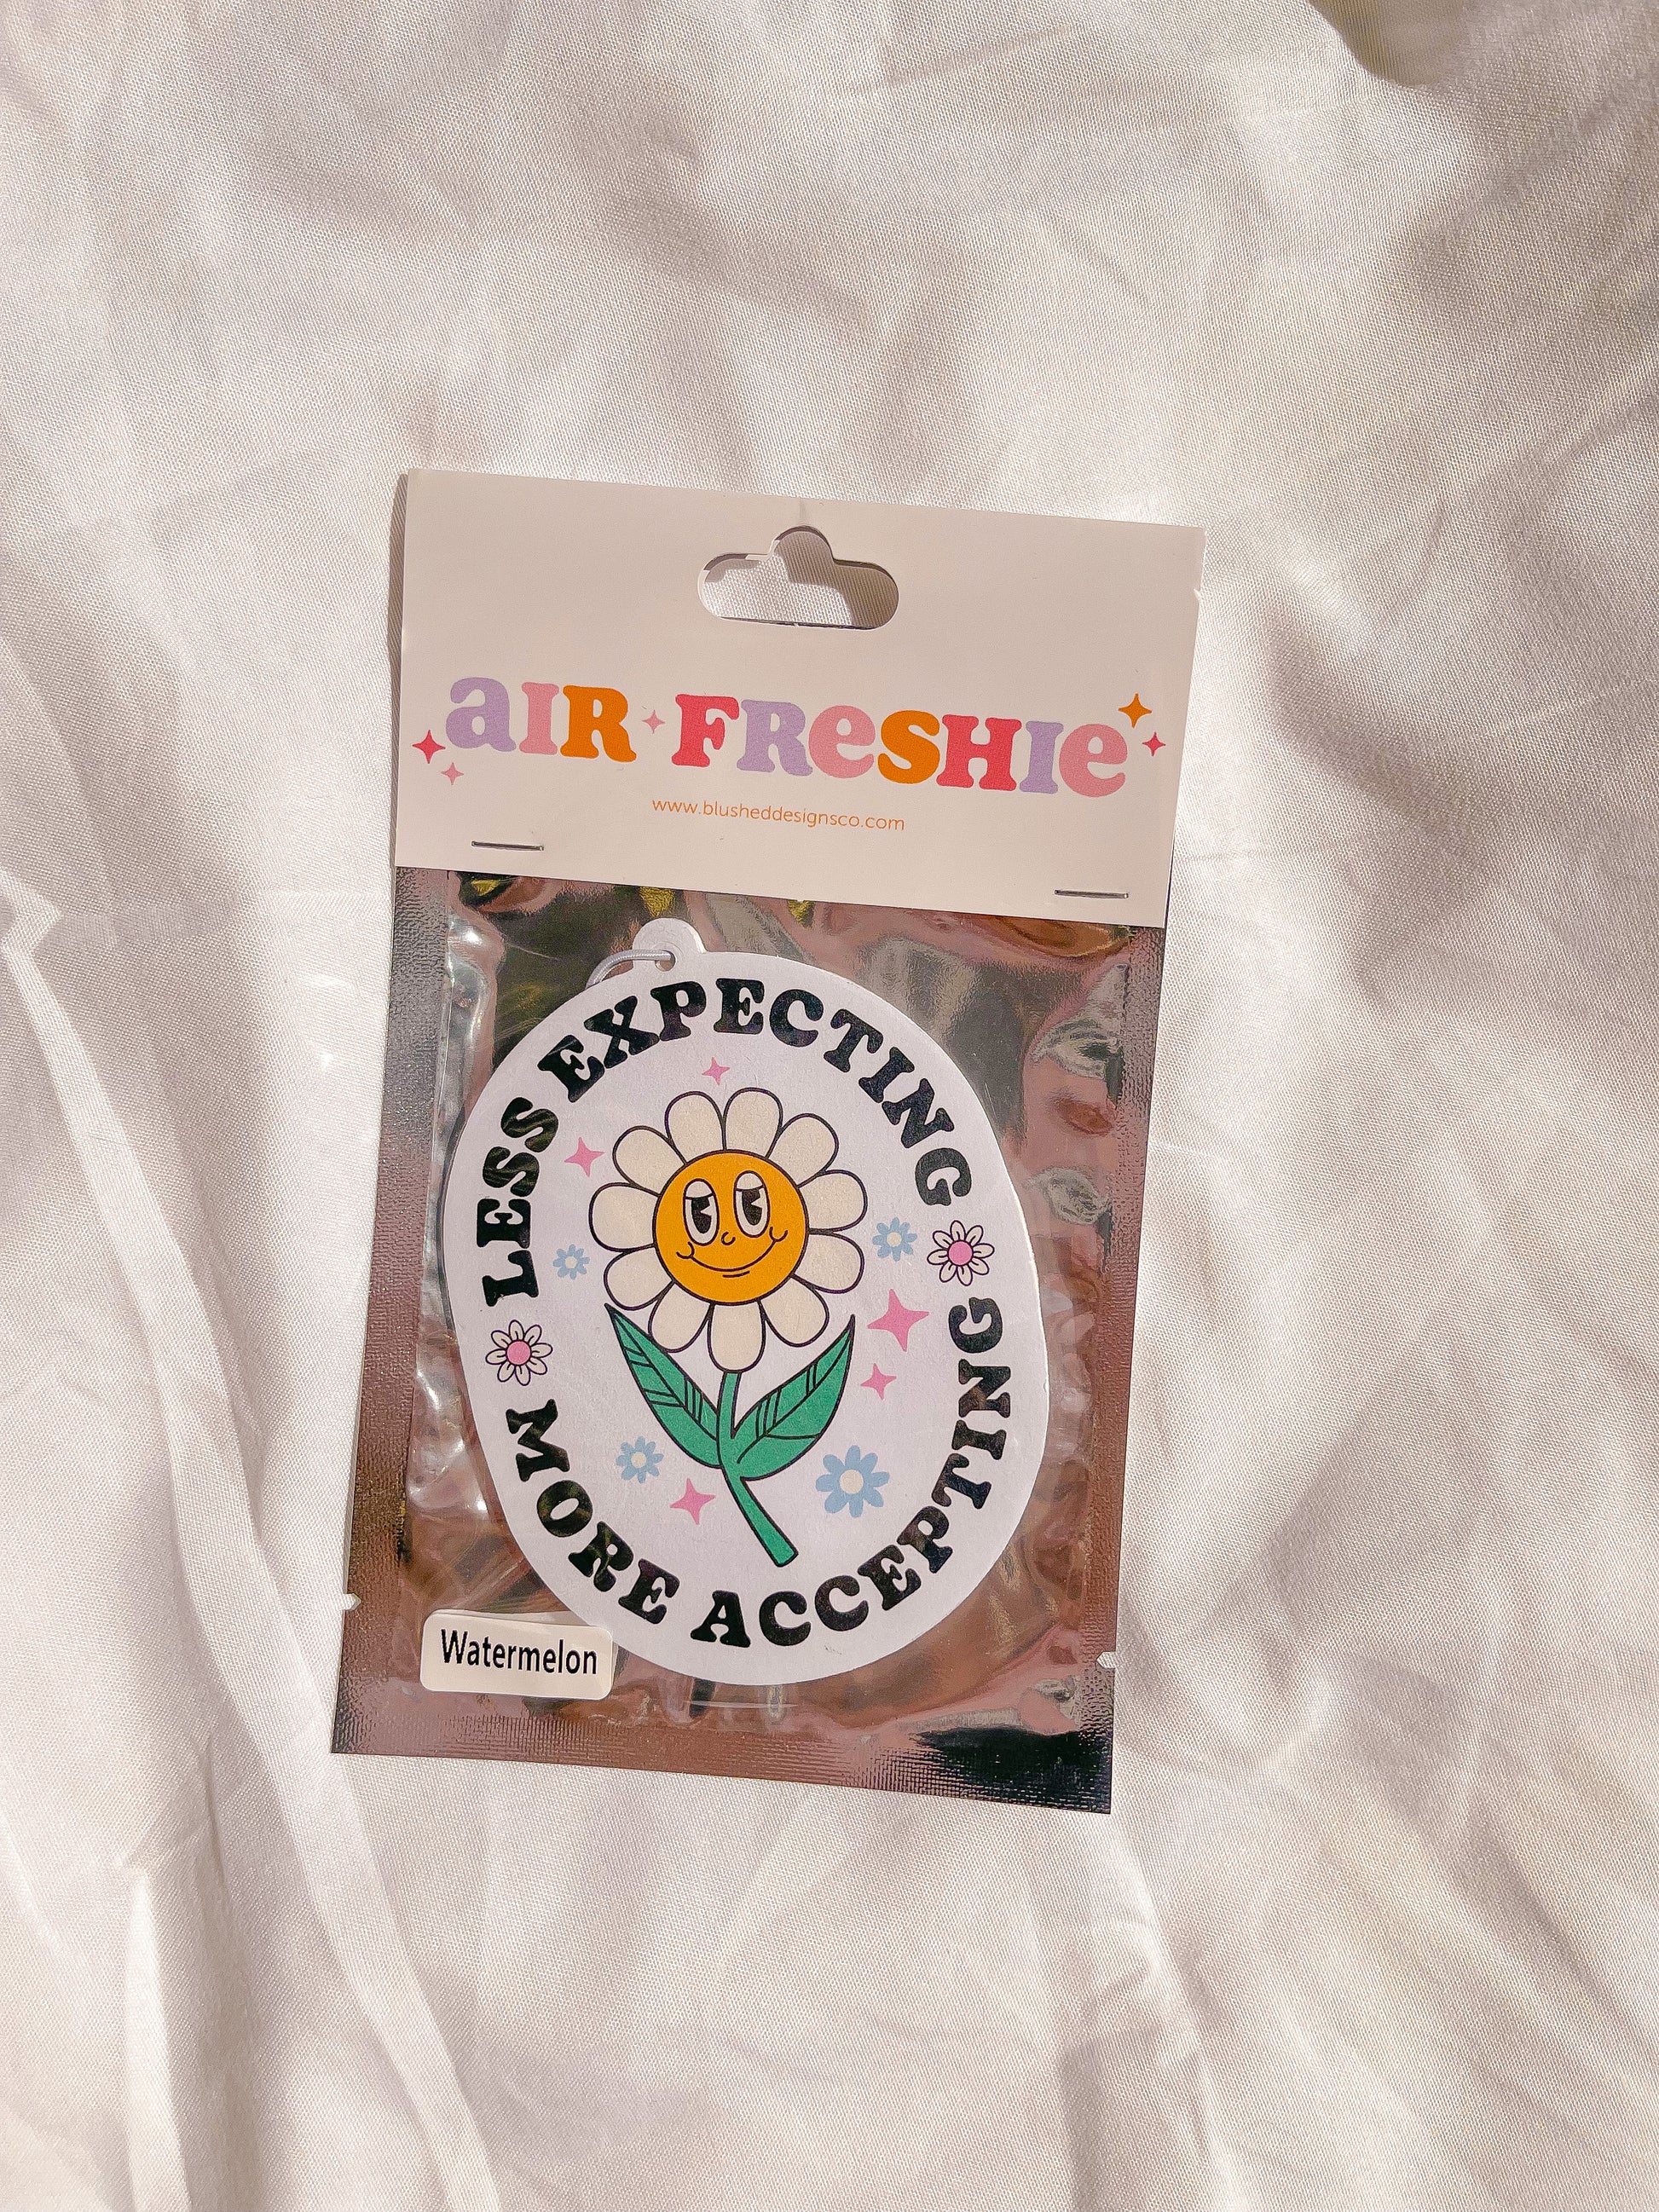 aIR FReSHIe
www.blusheddesignsco.com
LESS EXPECTING
MORE ACCEPTING
Watermelon